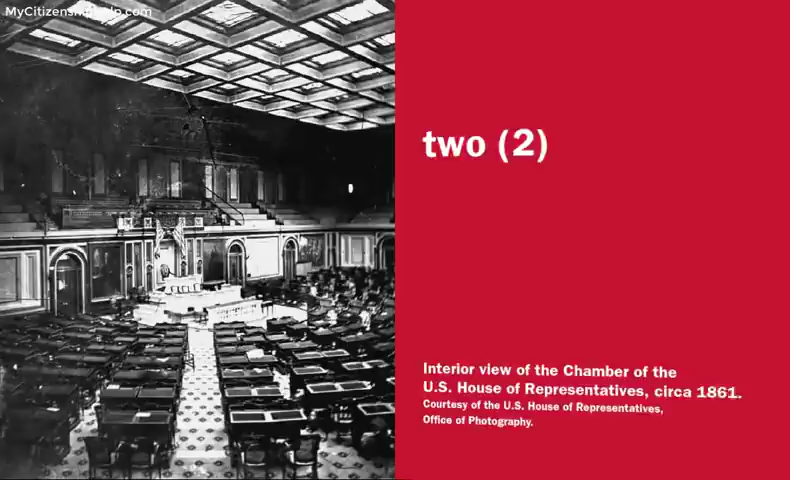 MyCitizenshipHelp.com
two (2)
Interior view of the Chamber of the
U.S. House of Representatives, circa 1861.
Courtesy of the U.S. House of Representatives,
Office of Photography.